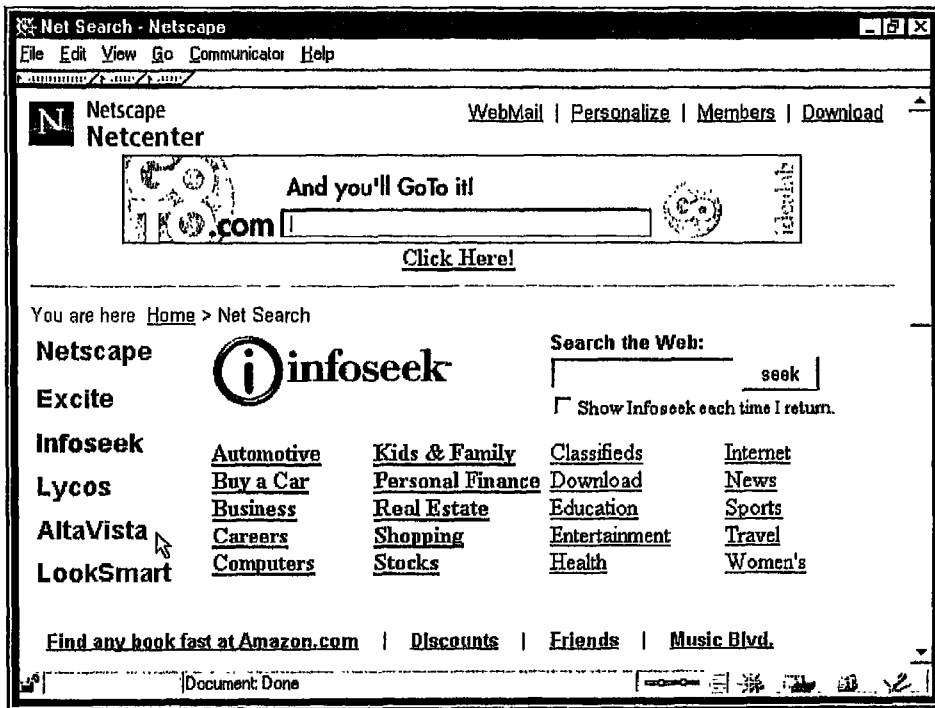 Net Search - Netscape
File Edit View Go Communicator Help
N Netscape
Netcenter
WebMail | Personalize | Members | Download
And you'll GoTo it!
GO TO .com
idealab
Click Here!
You are here Home > Net Search
Netscape
Excite
Infoseek
Lycos
AltaVista
LookSmart
infoseek
Search the Web:
seek
Show Infoseek each time I return.
Automotive Kids & Family Classifieds Internet
Buy a Car Personal Finance Download News
Business Real Estate Education Sports
Careers Shopping Entertainment Travel
Computers Stocks Health Women's
Find any book fast at Amazon.com | Discounts | Friends | Music Blvd.
Document: Done